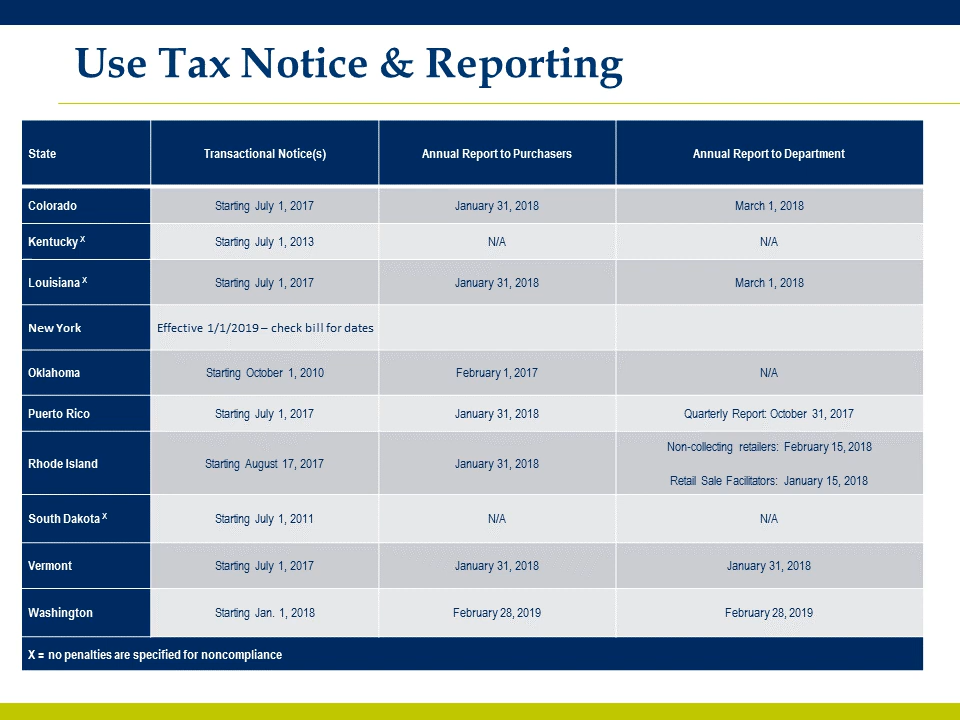 Use Tax Notice & Reporting
State Transactional Notice(s) Annual Report to Purchasers Annual Report to Department
Colorado Starting July 1, 2017 January 31, 2018 March 1, 2018
Kentucky X Starting July 1, 2013 N/A N/A
Louisiana X Starting July 1, 2017 January 31, 2018 March 1, 2018
New York Effective 1/1/2019 – check bill for dates
Oklahoma Starting October 1, 2010 February 1, 2017 N/A
Puerto Rico Starting July 1, 2017 January 31, 2018 Quarterly Report: October 31, 2017
Rhode Island Starting August 17, 2017 January 31, 2018 Non-collecting retailers: February 15, 2018
Retail Sale Facilitators: January 15, 2018
South Dakota X Starting July 1, 2011 N/A N/A
Vermont Starting July 1, 2017 January 31, 2018 January 31, 2018
Washington Starting Jan. 1, 2018 February 28, 2019 February 28, 2019
X = no penalties are specified for noncompliance